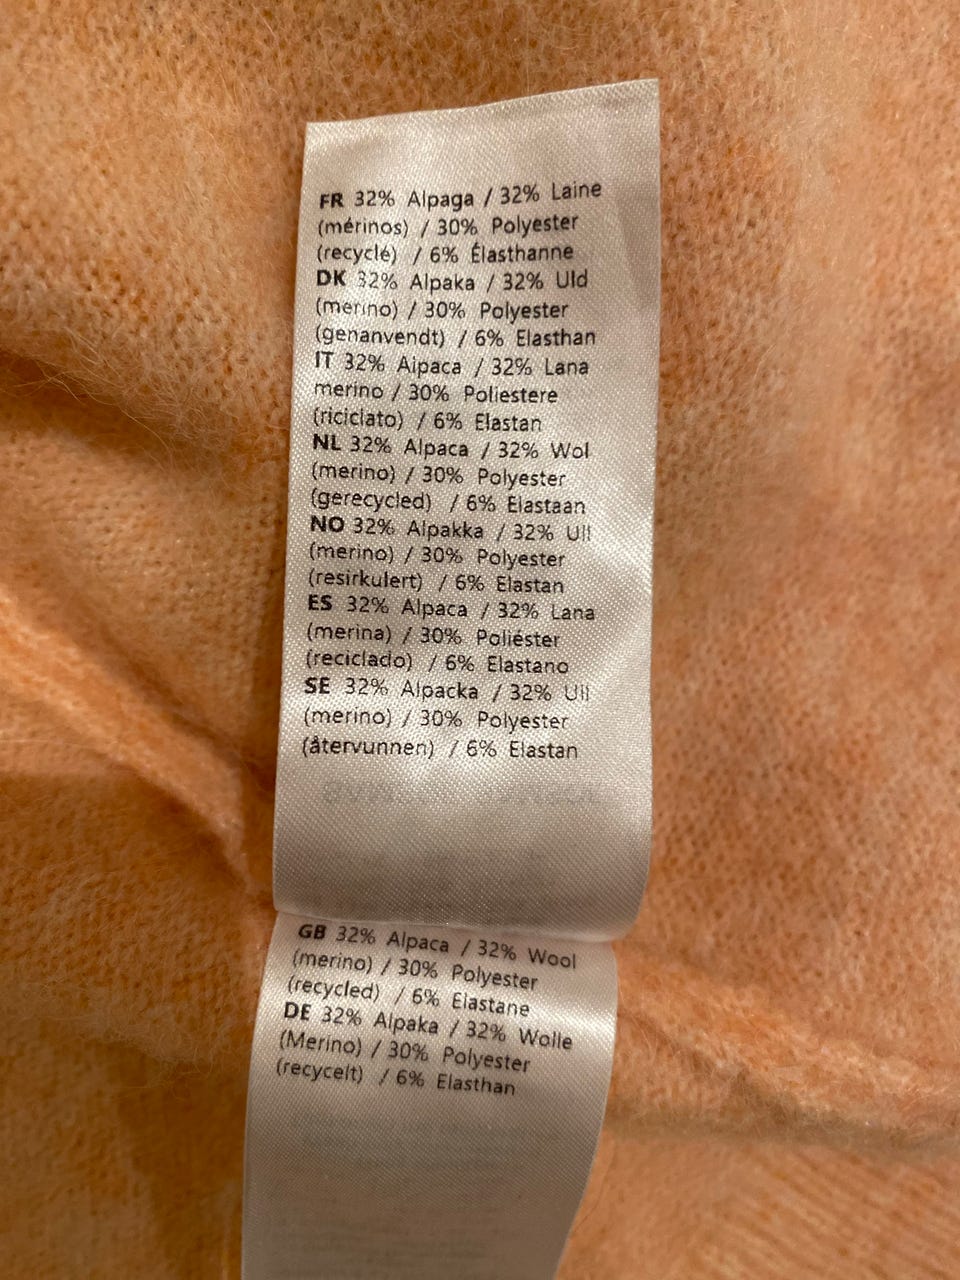 FR 32% Alpaga / 32% Laine
(mérinos) / 30% Polyester
(recyclé) / 6% Élasthanne
DK 32% Alpaka / 32% Uld
(merino) / 30% Polyester
(genanvendt) / 6% Elasthan
IT 32% Alpaca / 32% Lana
merino / 30% Poliestere
(riciclato) / 6% Elastan
NL 32% Alpaca / 32% Wol
(merino) / 30% Polyester
(gerecycled) / 6% Elastaan
NO 32% Alpakka / 32% Ull
(merino) / 30% Polyester
(resirkulert) / 6% Elastan
ES 32% Alpaca / 32% Lana
(merina) / 30% Poliéster
(reciclado) / 6% Elastano
SE 32% Alpacka / 32% Ull
(merino) / 30% Polyester
(återvunnen) / 6% Elastan
GB 32% Alpaca / 32% Wool
(merino) / 30% Polyester
(recycled) / 6% Elastane
DE 32% Alpaka / 32% Wolle
(Merino) / 30% Polyester
(recycelt) / 6% Elasthan